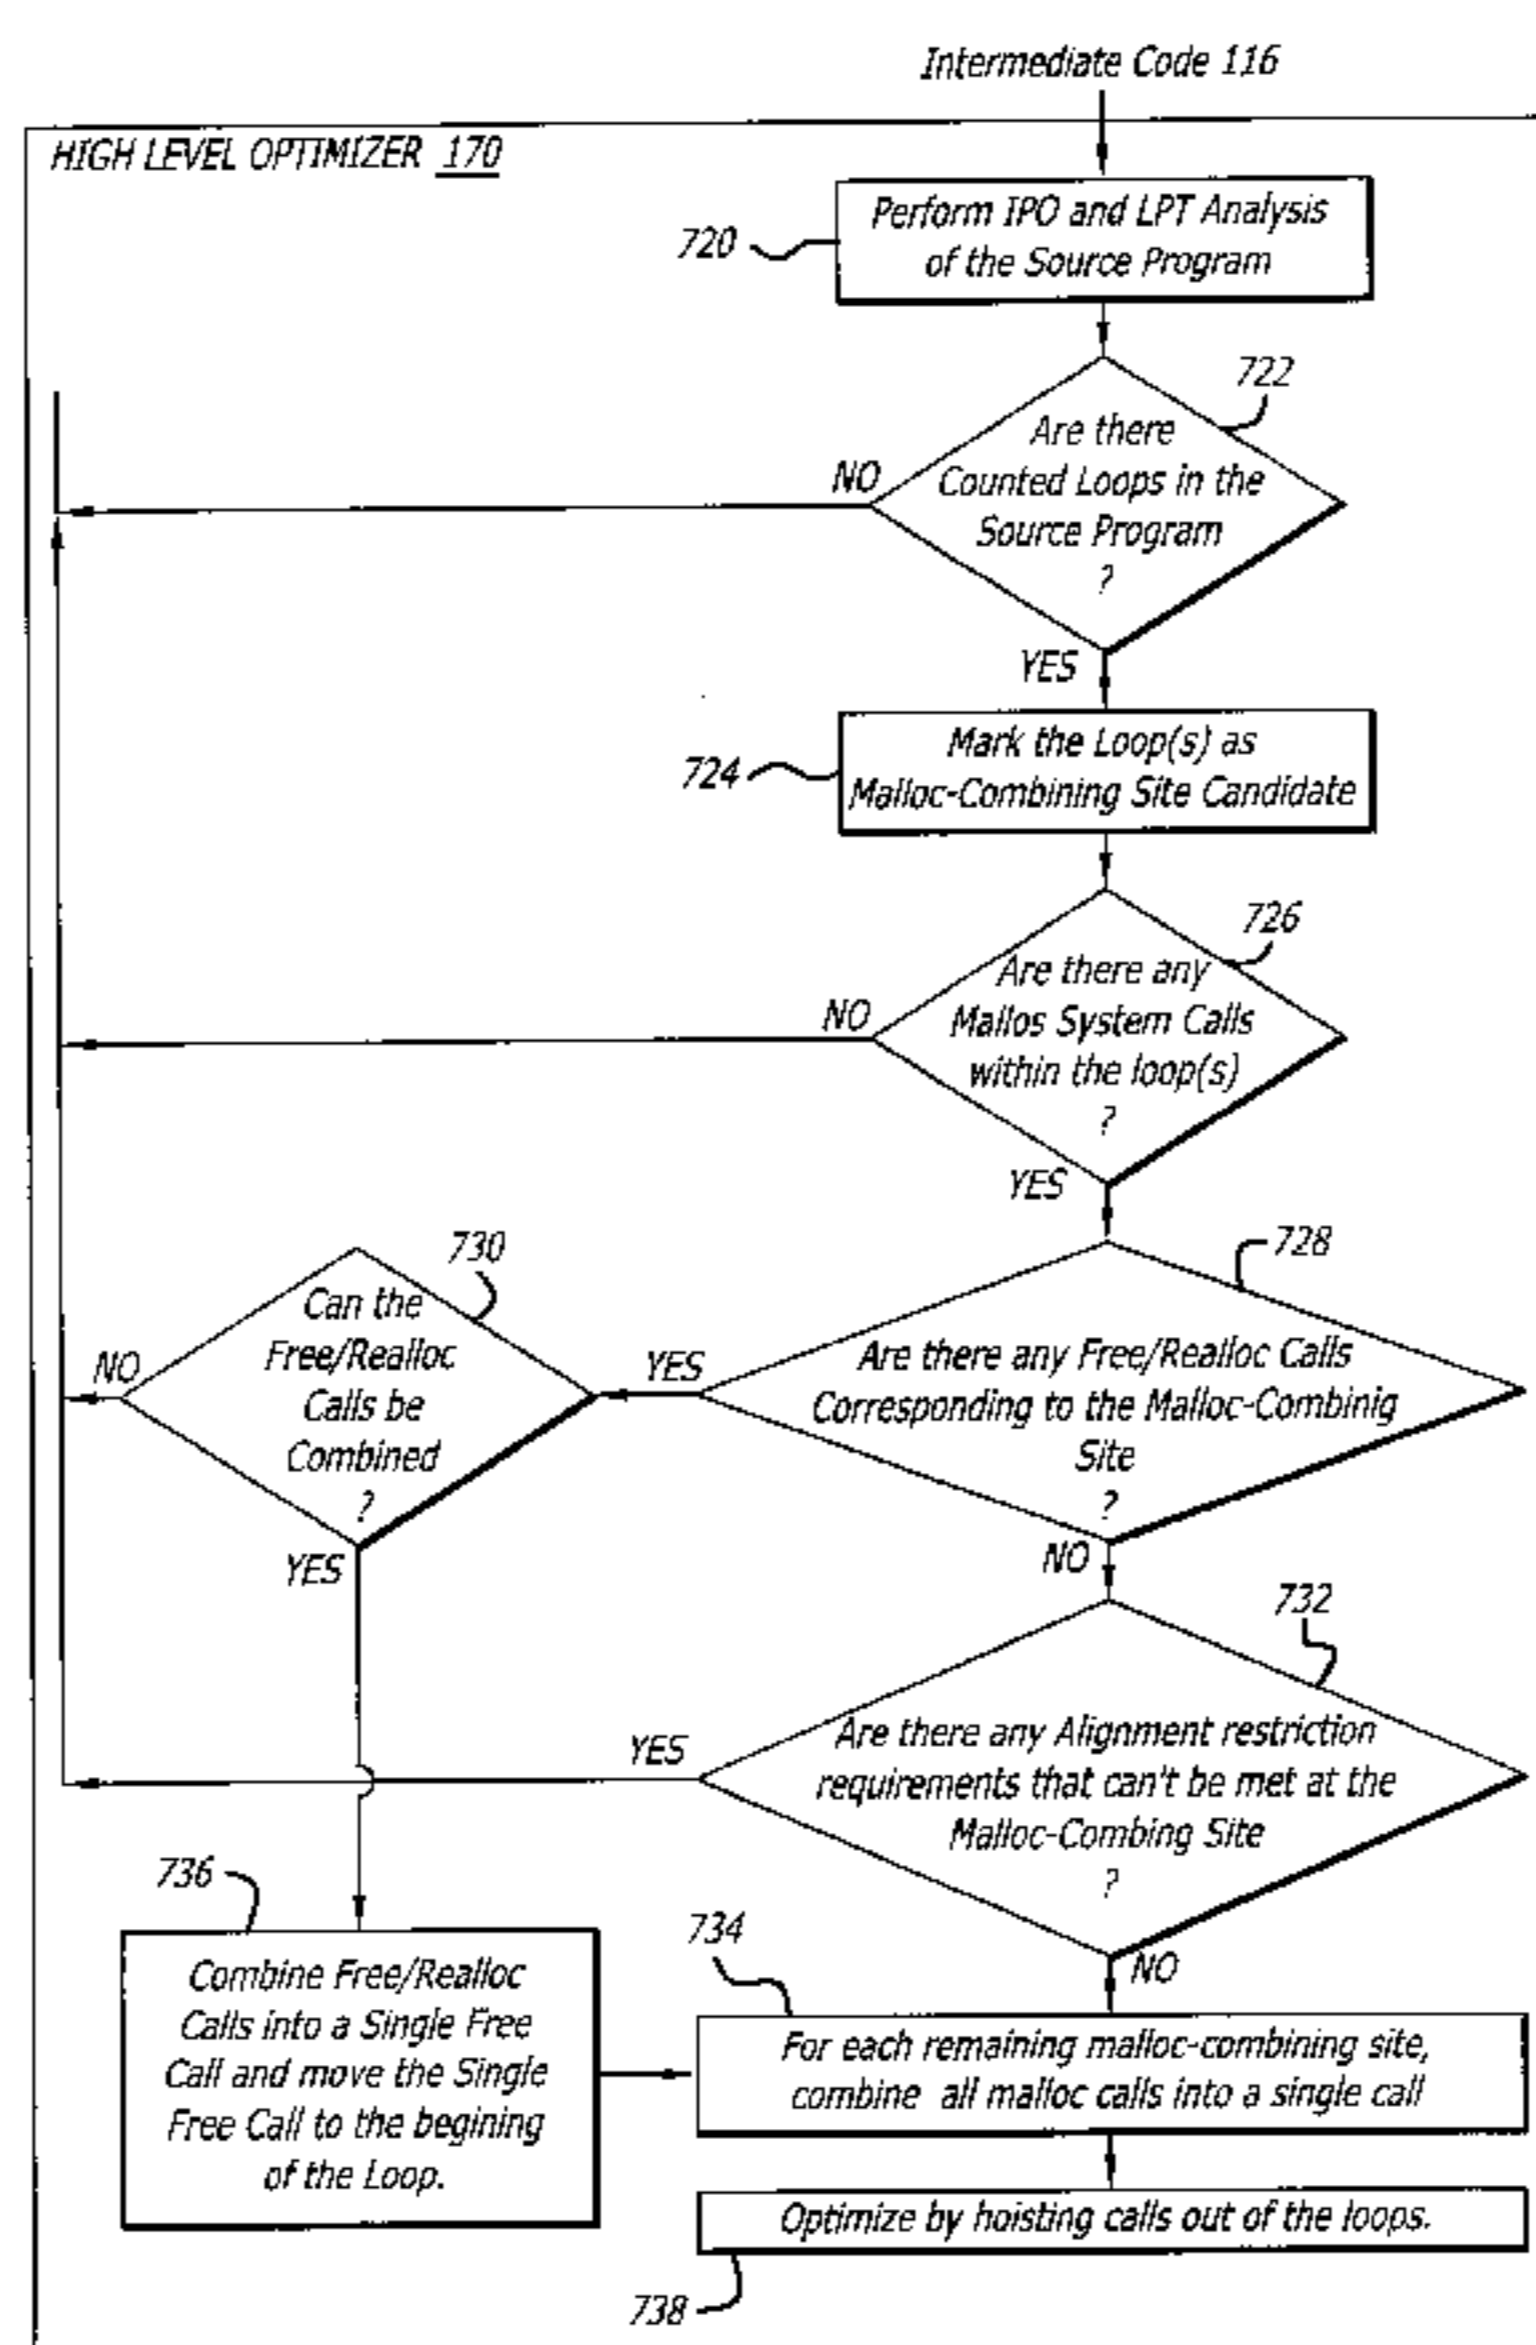 Intermediate Code 116
HIGH LEVEL OPTIMIZER 170
Perform IPO and LPT Analysis
of the Source Program
720
722
Are there
Counted Loops in the
Source Program
?
NO
YES
Mark the Loop(s) as
Malloc-Combining Site Candidate
724
726
Are there any
Mallos System Calls
within the loop(s)
?
NO
YES
728
Are there any Free/Realloc Calls
Corresponding to the Malloc-Combinig
Site
?
YES
NO
730
Can the
Free/Realloc
Calls be
Combined
?
NO
YES
732
Are there any Alignment restriction
requirements that can't be met at the
Malloc-Combing Site
?
YES
NO
736
Combine Free/Realloc
Calls into a Single Free
Call and move the Single
Free Call to the begining
of the Loop.
734
For each remaining malloc-combining site,
combine all malloc calls into a single call
Optimize by hoisting calls out of the loops.
738